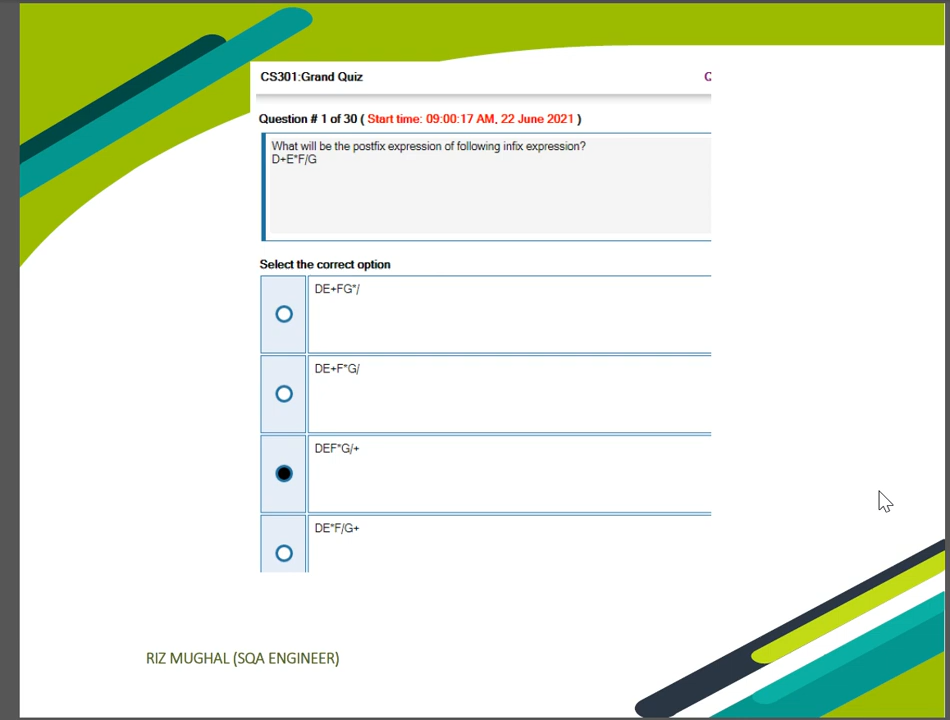 CS301:Grand Quiz
Question # 1 of 30 ( Start time: 09:00:17 AM, 22 June 2021 )
What will be the postfix expression of following infix expression?
D+E*F/G
Select the correct option
DE+FG*/
DE+F*G/
DEF*G/+
DE*F/G+
RIZ MUGHAL (SQA ENGINEER)